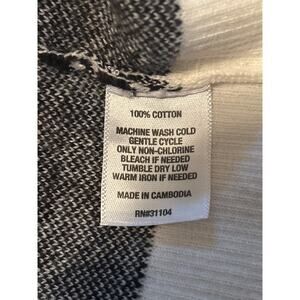 100% COTTON
MACHINE WASH COLD
GENTLE CYCLE
ONLY NON-CHLORINE
BLEACH IF NEEDED
TUMBLE DRY LOW
WARM IRON IF NEEDED
MADE IN CAMBODIA
RN#31104